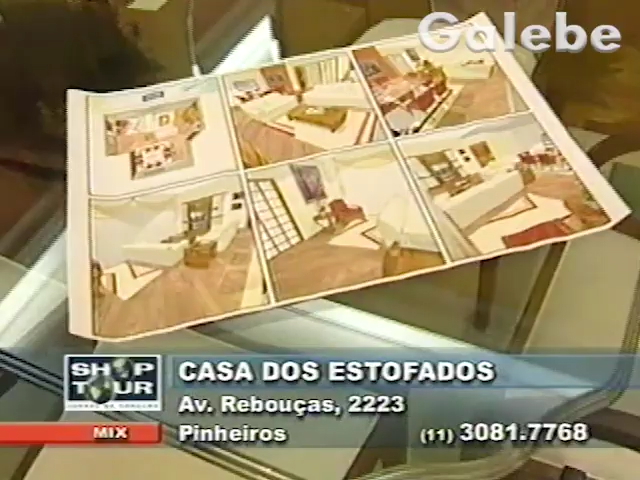 Galebe
SHOP
TOUR
CASA DOS ESTOFADOS
Av. Rebouças, 2223
MIX
Pinheiros
(11) 3081.7768